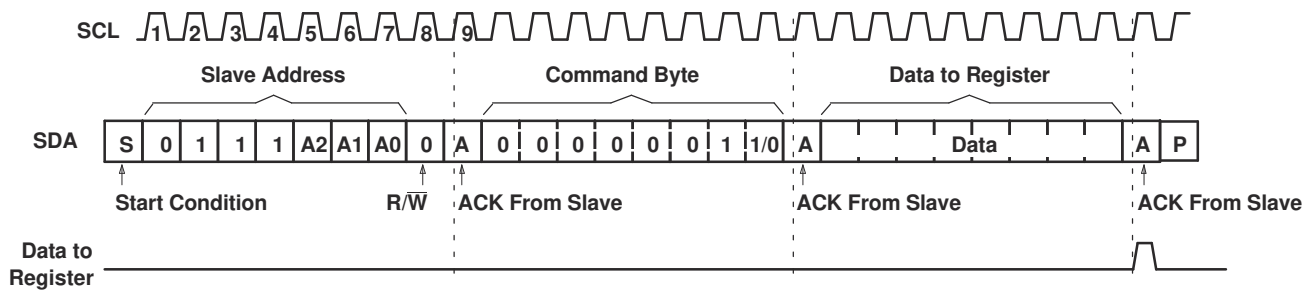 SCL 1 2 3 4 5 6 7 8 9
Slave Address Command Byte Data to Register
SDA S 0 1 1 1 A2 A1 A0 0 A 0 0 0 0 0 0 1 1/0 A Data A P
Start Condition R/W̅ ACK From Slave ACK From Slave ACK From Slave
Data to
Register